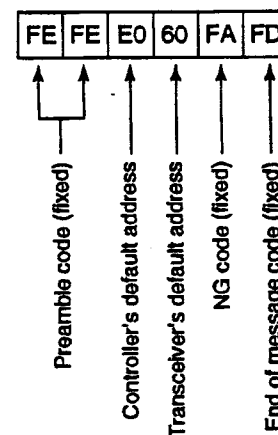 FE FE E0 60 FA FD
Preamble code (fixed)
Controller's default address
Transceiver's default address
NG code (fixed)
End of message code (fixed)